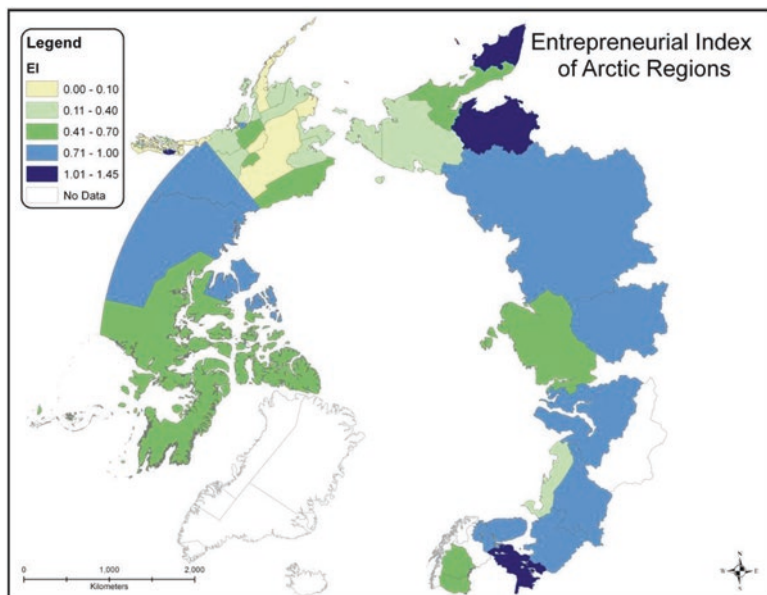 Entrepreneurial Index
of Arctic Regions
Legend
EI
0.00 - 0.10
0.11 - 0.40
0.41 - 0.70
0.71 - 1.00
1.01 - 1.45
No Data
0 1,000 2,000
Kilometers
N
W E
S